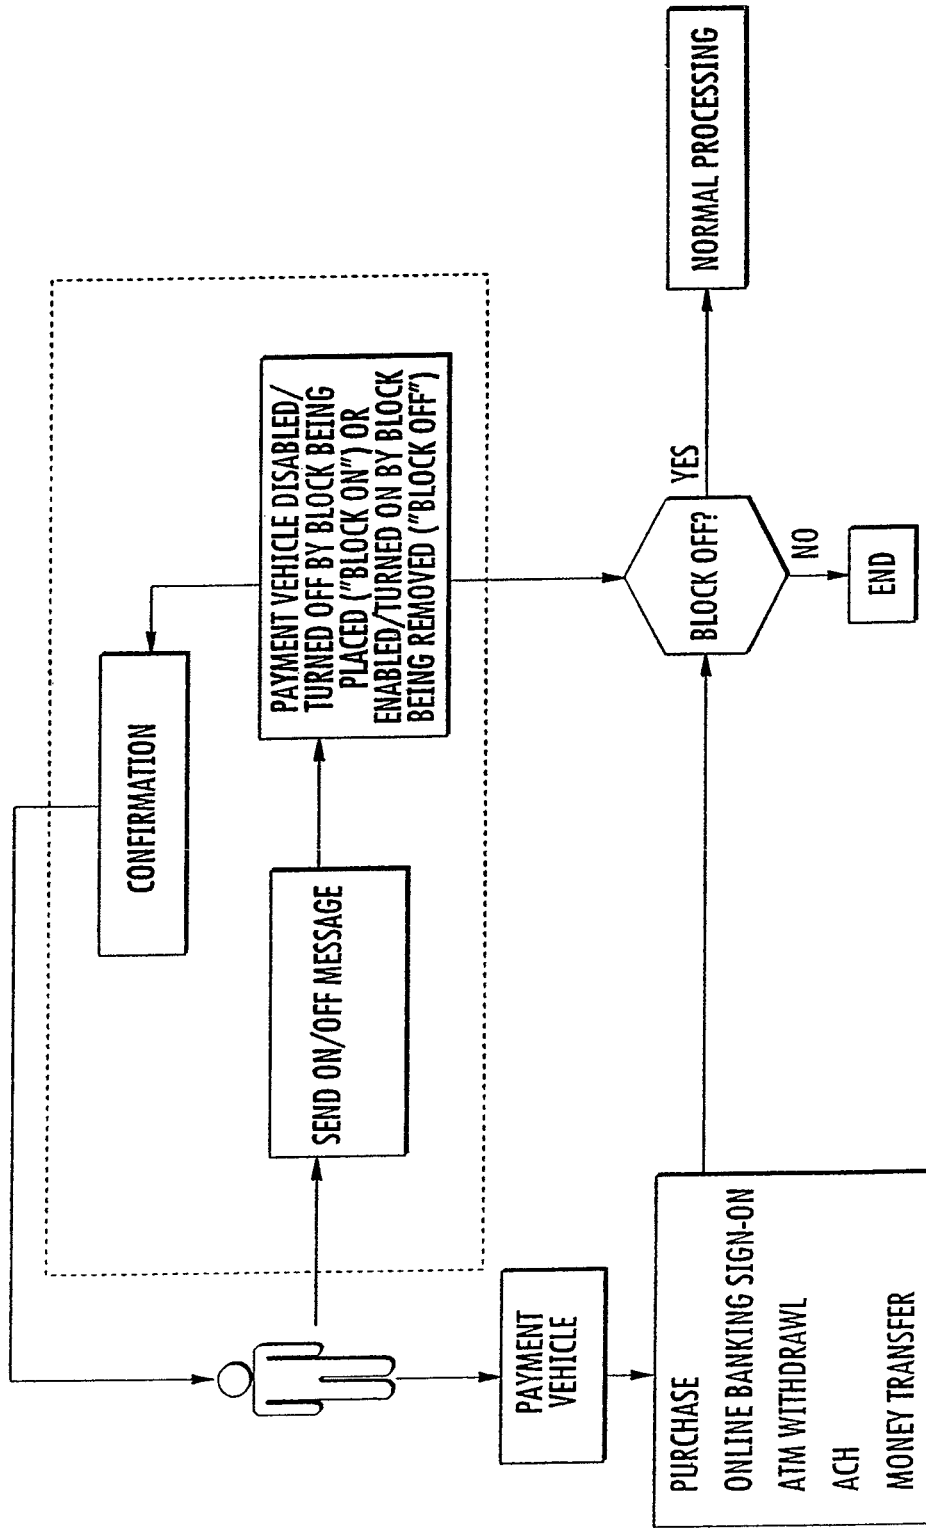 CONFIRMATION
SEND ON/OFF MESSAGE
PAYMENT VEHICLE DISABLED/
TURNED OFF BY BLOCK BEING
PLACED ("BLOCK ON") OR
ENABLED/TURNED ON BY BLOCK
BEING REMOVED ("BLOCK OFF")
PAYMENT
VEHICLE
PURCHASE
ONLINE BANKING SIGN-ON
ATM WITHDRAWL
ACH
MONEY TRANSFER
BLOCK OFF?
YES
NO
NORMAL PROCESSING
END